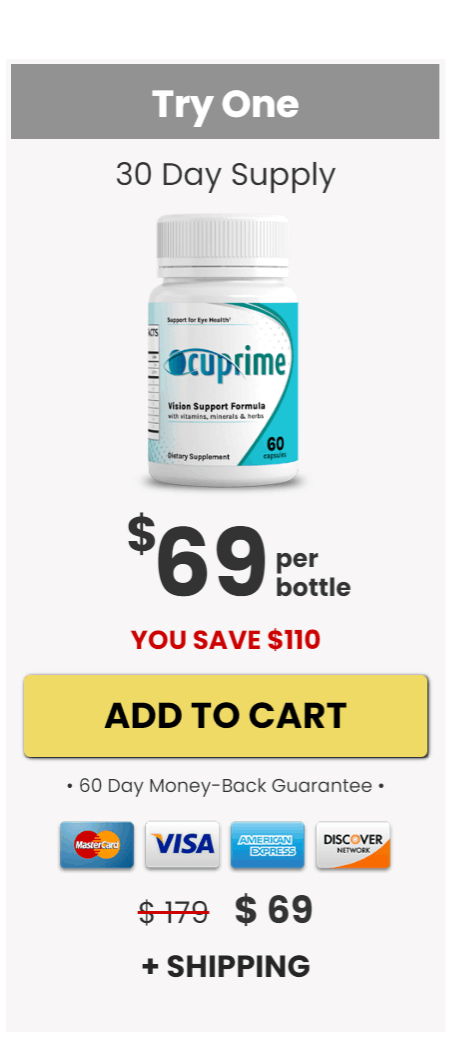 Try One
30 Day Supply
Support for Eye Health¹
CTS
Ocuprime
Vision Support Formula
with vitamins, minerals & herbs
Dietary Supplement
60
capsules
$69 per
bottle
YOU SAVE $110
ADD TO CART
• 60 Day Money-Back Guarantee •
MasterCard
VISA
AMERICAN
EXPRESS
DISCOVER
NETWORK
$ 179 $ 69
+ SHIPPING